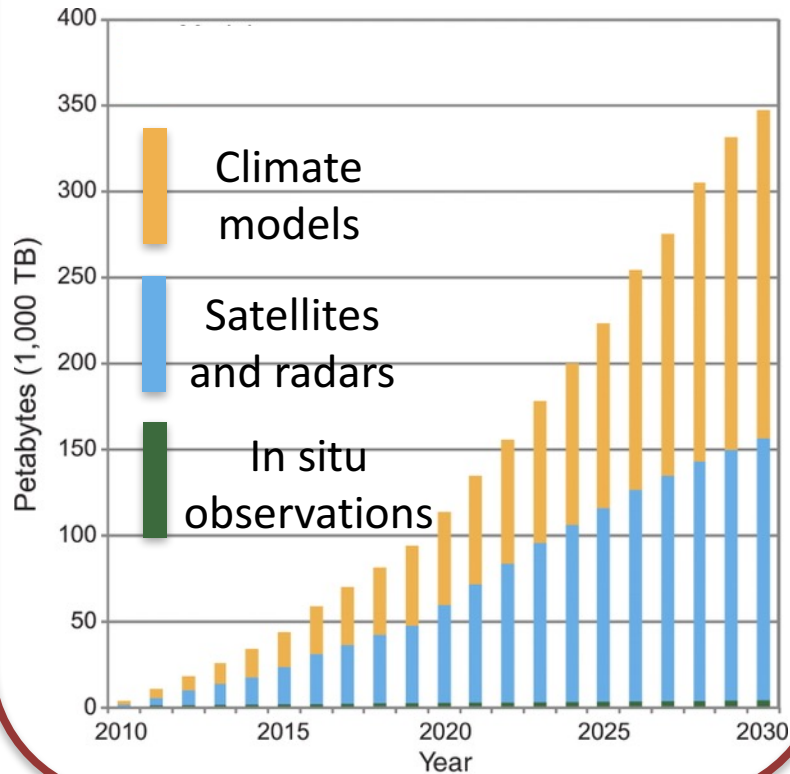 400
350
300
250
200
150
100
50
0
Petabytes (1,000 TB)
Climate
models
Satellites
and radars
In situ
observations
2010 2015 2020 2025 2030
Year